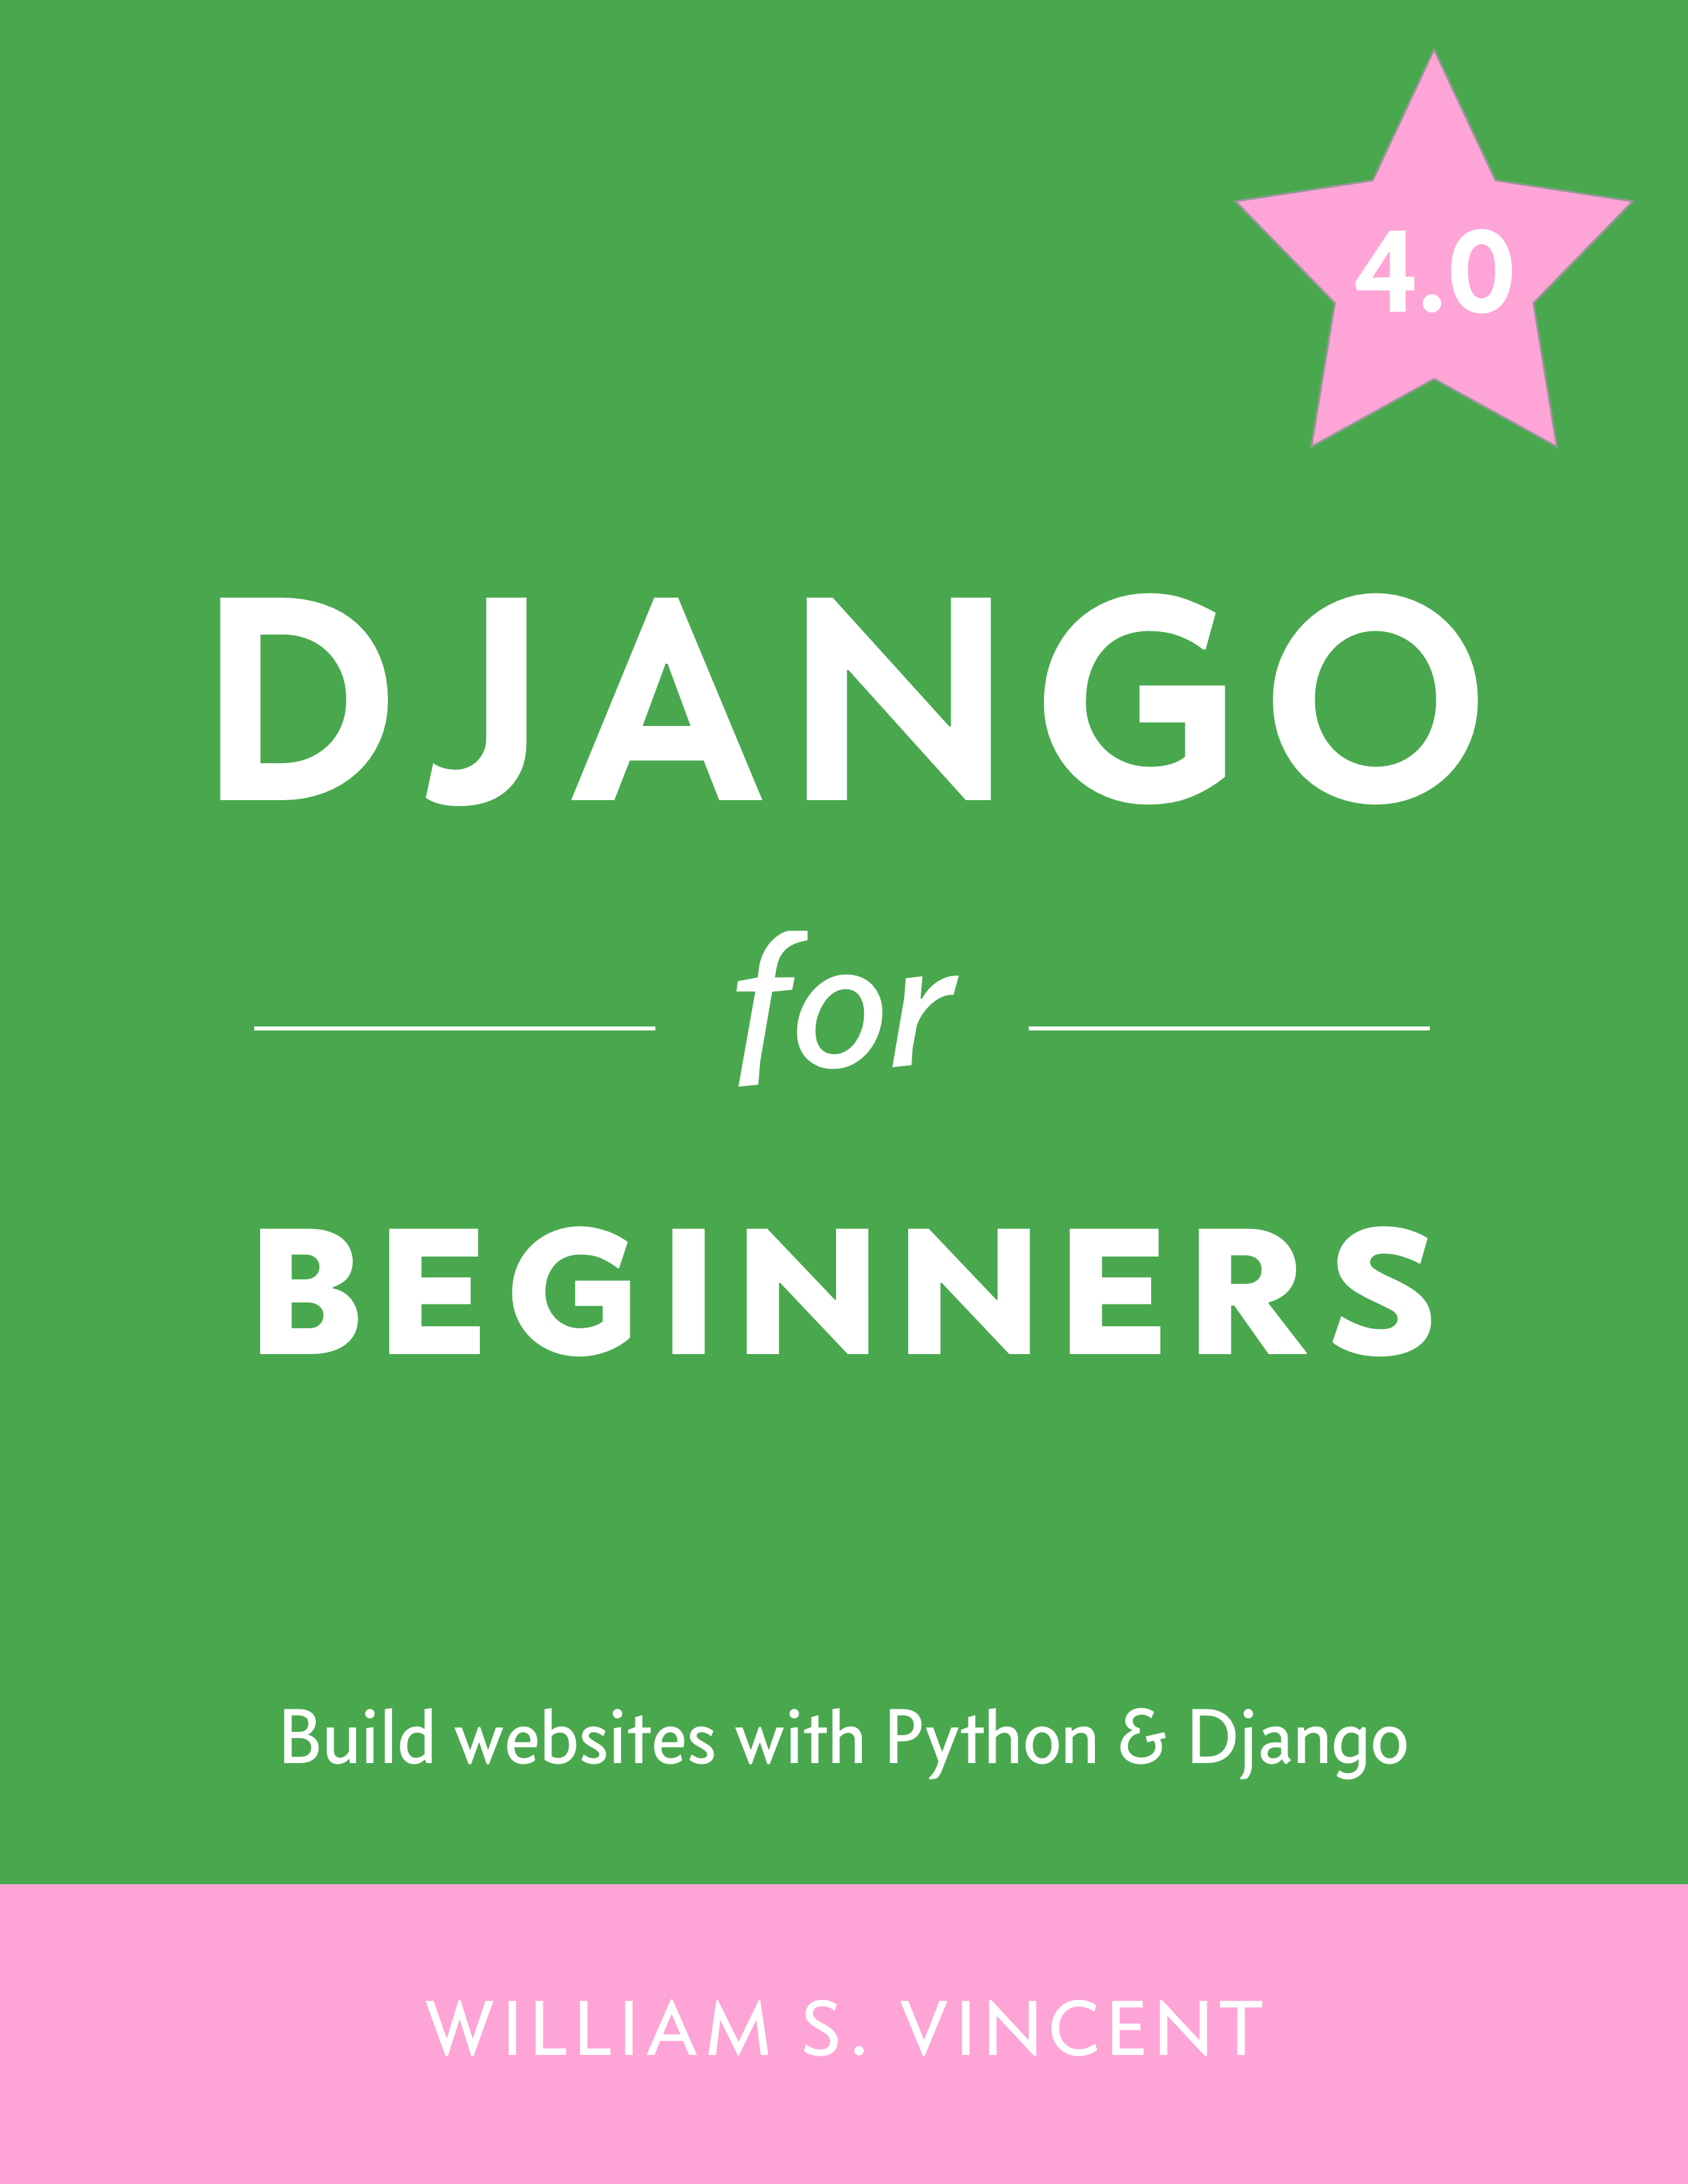 4.0
DJANGO
for
BEGINNERS
Build websites with Python & Django
WILLIAM S. VINCENT